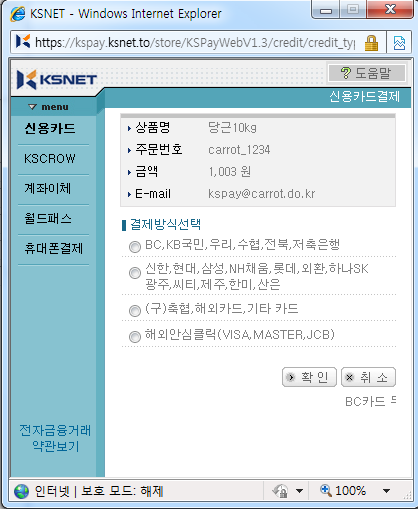 KSNET - Windows Internet Explorer
https://kspay.ksnet.to/store/KSPayWebV1.3/credit/credit_ty
KSNET
? 도움말
menu
신용카드결제
신용카드
KSCROW
계좌이체
월드패스
휴대폰결제
상품명 당근10kg
주문번호 carrot_1234
금액 1,003 원
E-mail kspay@carrot.do.kr
결제방식선택
BC,KB국민,우리,수협,전북,저축은행
신한,현대,삼성,NH채움,롯데,외환,하나SK
광주,씨티,제주,한미,산은
(구)축협,해외카드,기타 카드
해외안심클릭(VISA,MASTER,JCB)
확 인 취 소
BC카드
전자금융거래
약관보기
인터넷 | 보호 모드: 해제
100%